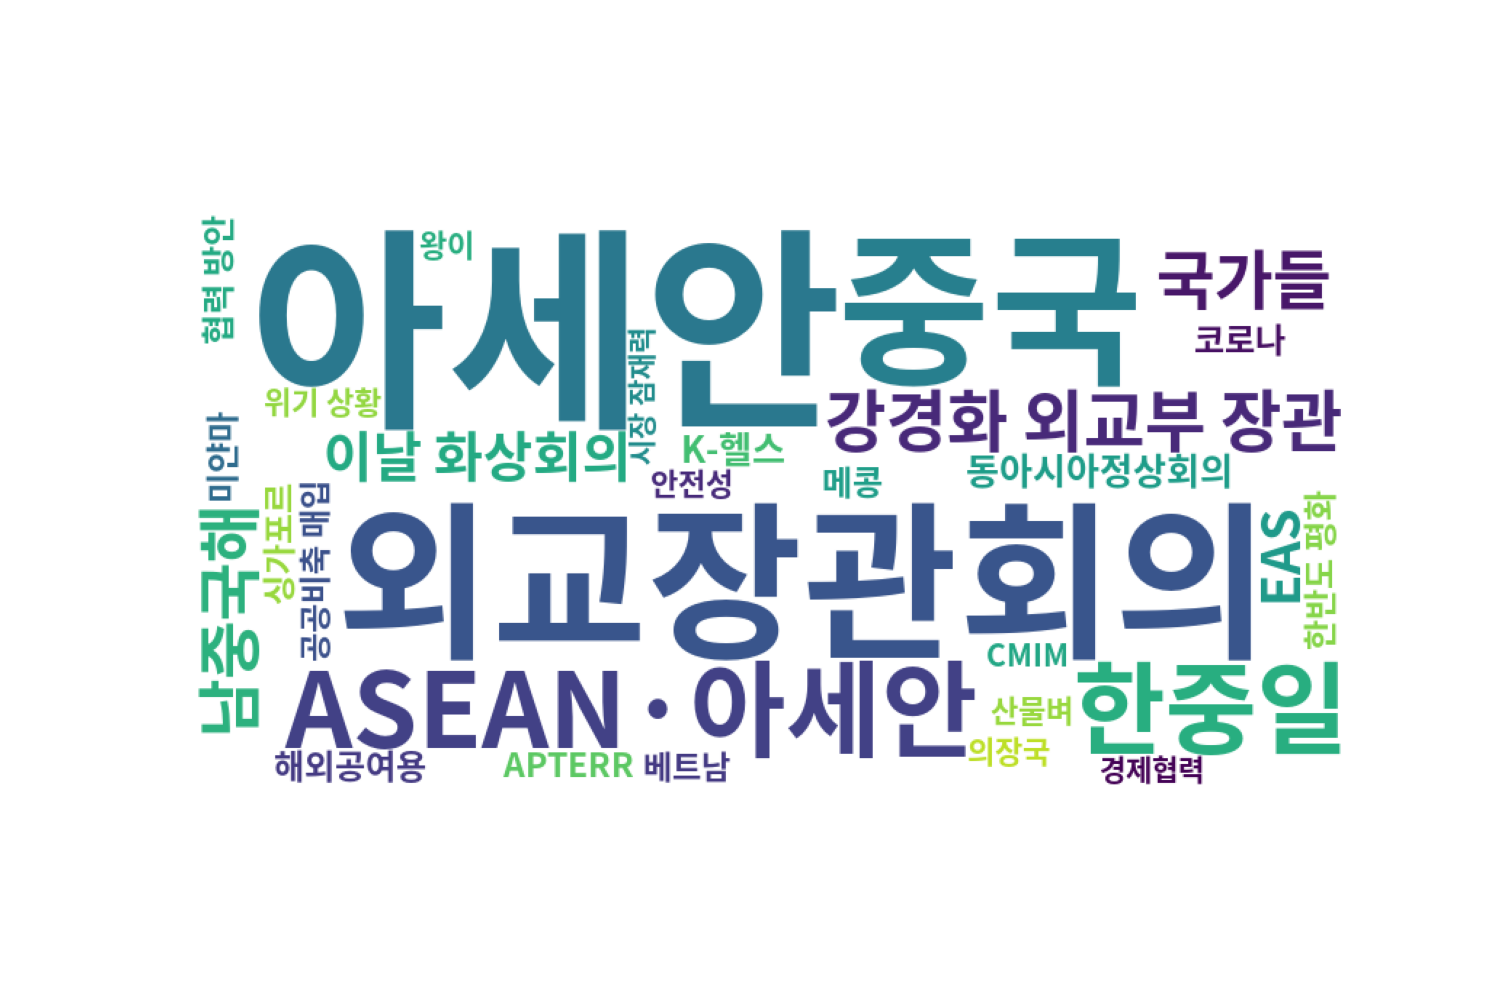 아세안중국
왕이
협력 방안
국가들
코로나
시장 잠재력
위기 상황
강경화 외교부 장관
이날 화상회의
K-헬스
동아시아정상회의
안전성
메콩
미얀마
싱가포르
공공비축 매입
남중국해
외교장관회의
EAS
한반도 평화
CMIM
ASEAN·아세안
한중일
산물벼
의장국
해외공여용
APTERR
베트남
경제협력